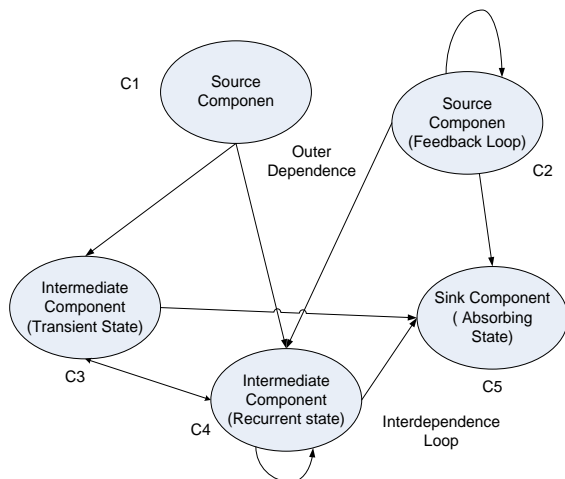 C1
Source
Componen
Source
Componen
(Feedback Loop)
C2
Outer
Dependence
Intermediate
Component
(Transient State)
C3
Sink Component
( Absorbing
State)
C5
Intermediate
Component
(Recurrent state)
C4
Interdependence
Loop